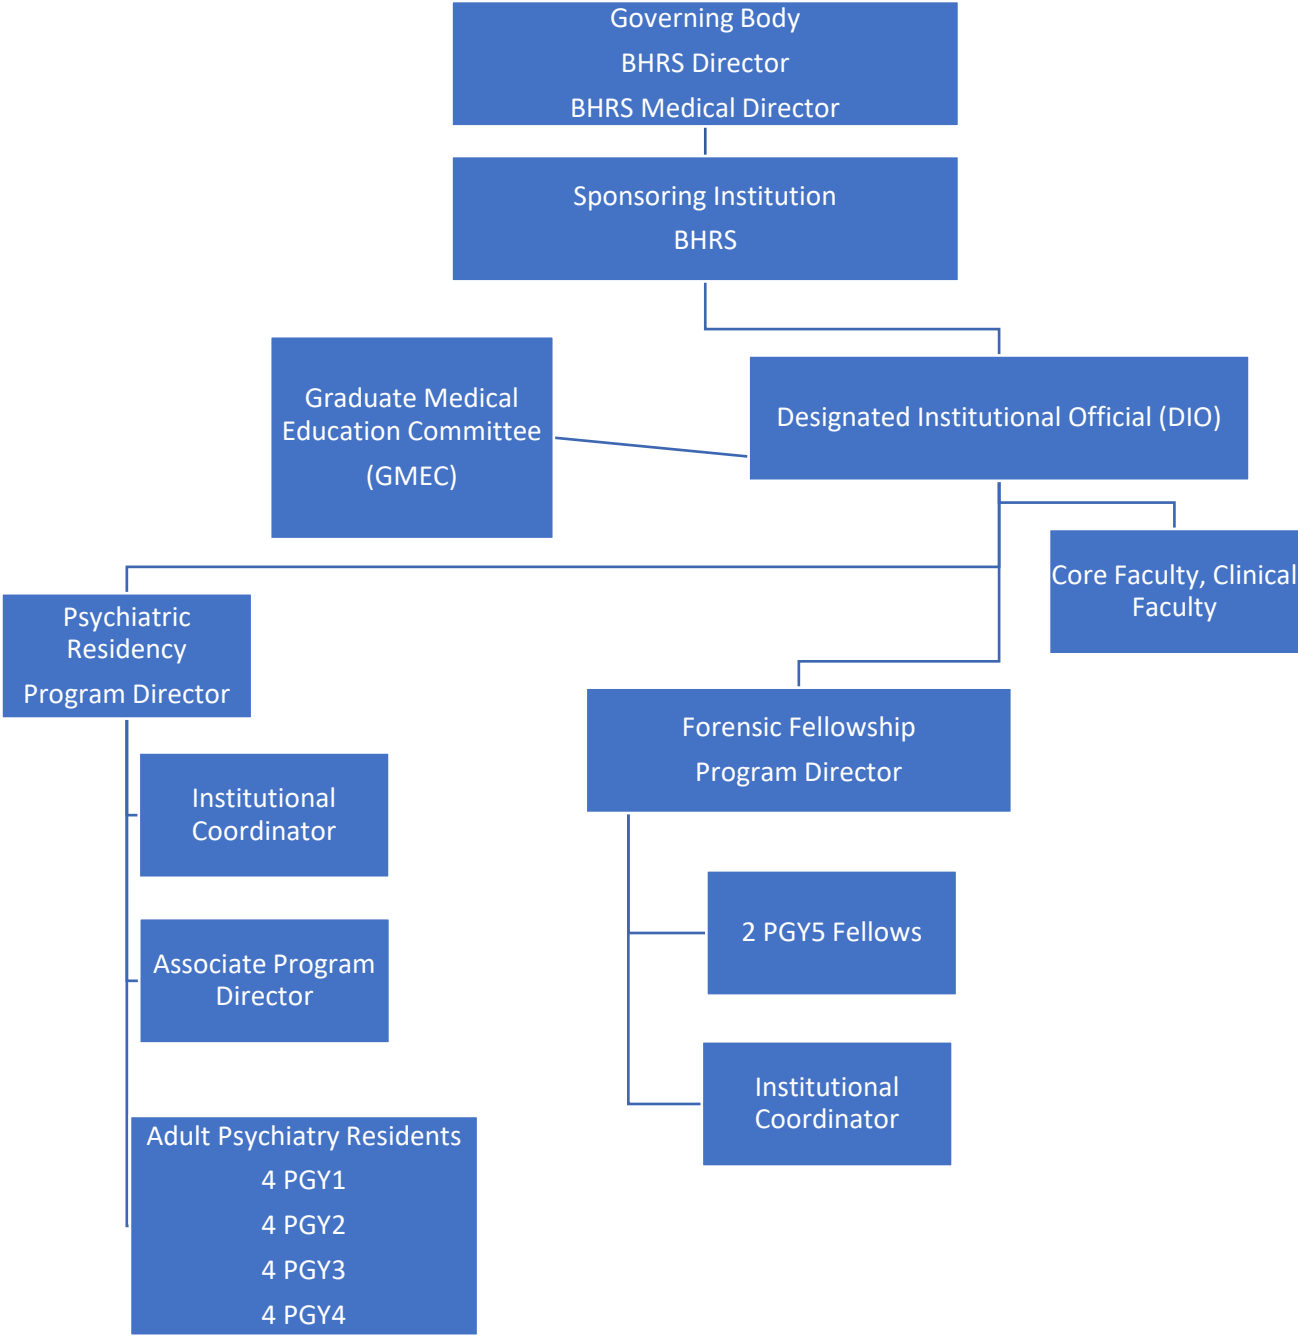 Governing Body
BHRS Director
BHRS Medical Director
Sponsoring Institution
BHRS
Graduate Medical
Education Committee
(GMEC)
Designated Institutional Official (DIO)
Core Faculty, Clinical
Faculty
Psychiatric
Residency
Program Director
Forensic Fellowship
Program Director
Institutional
Coordinator
2 PGY5 Fellows
Associate Program
Director
Institutional
Coordinator
Adult Psychiatry Residents
4 PGY1
4 PGY2
4 PGY3
4 PGY4